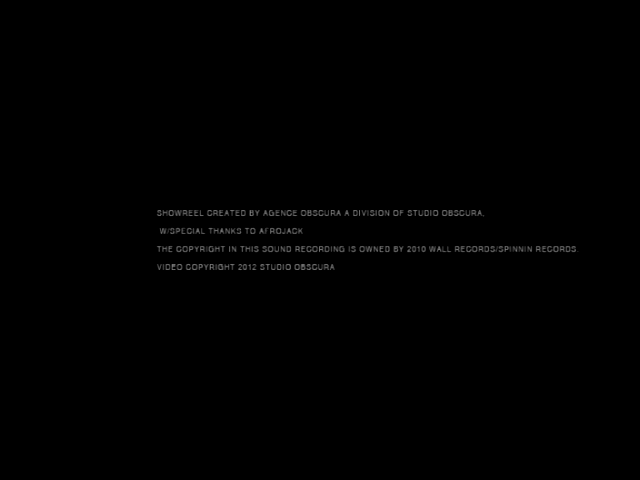 SHOWREEL CREATED BY AGENCE OBSCURA A DIVISION OF STUDIO OBSCURA,
W/SPECIAL THANKS TO AFROJACK
THE COPYRIGHT IN THIS SOUND RECORDING IS OWNED BY 2010 WALL RECORDS/SPINNIN RECORDS.
VIDEO COPYRIGHT 2012 STUDIO OBSCURA